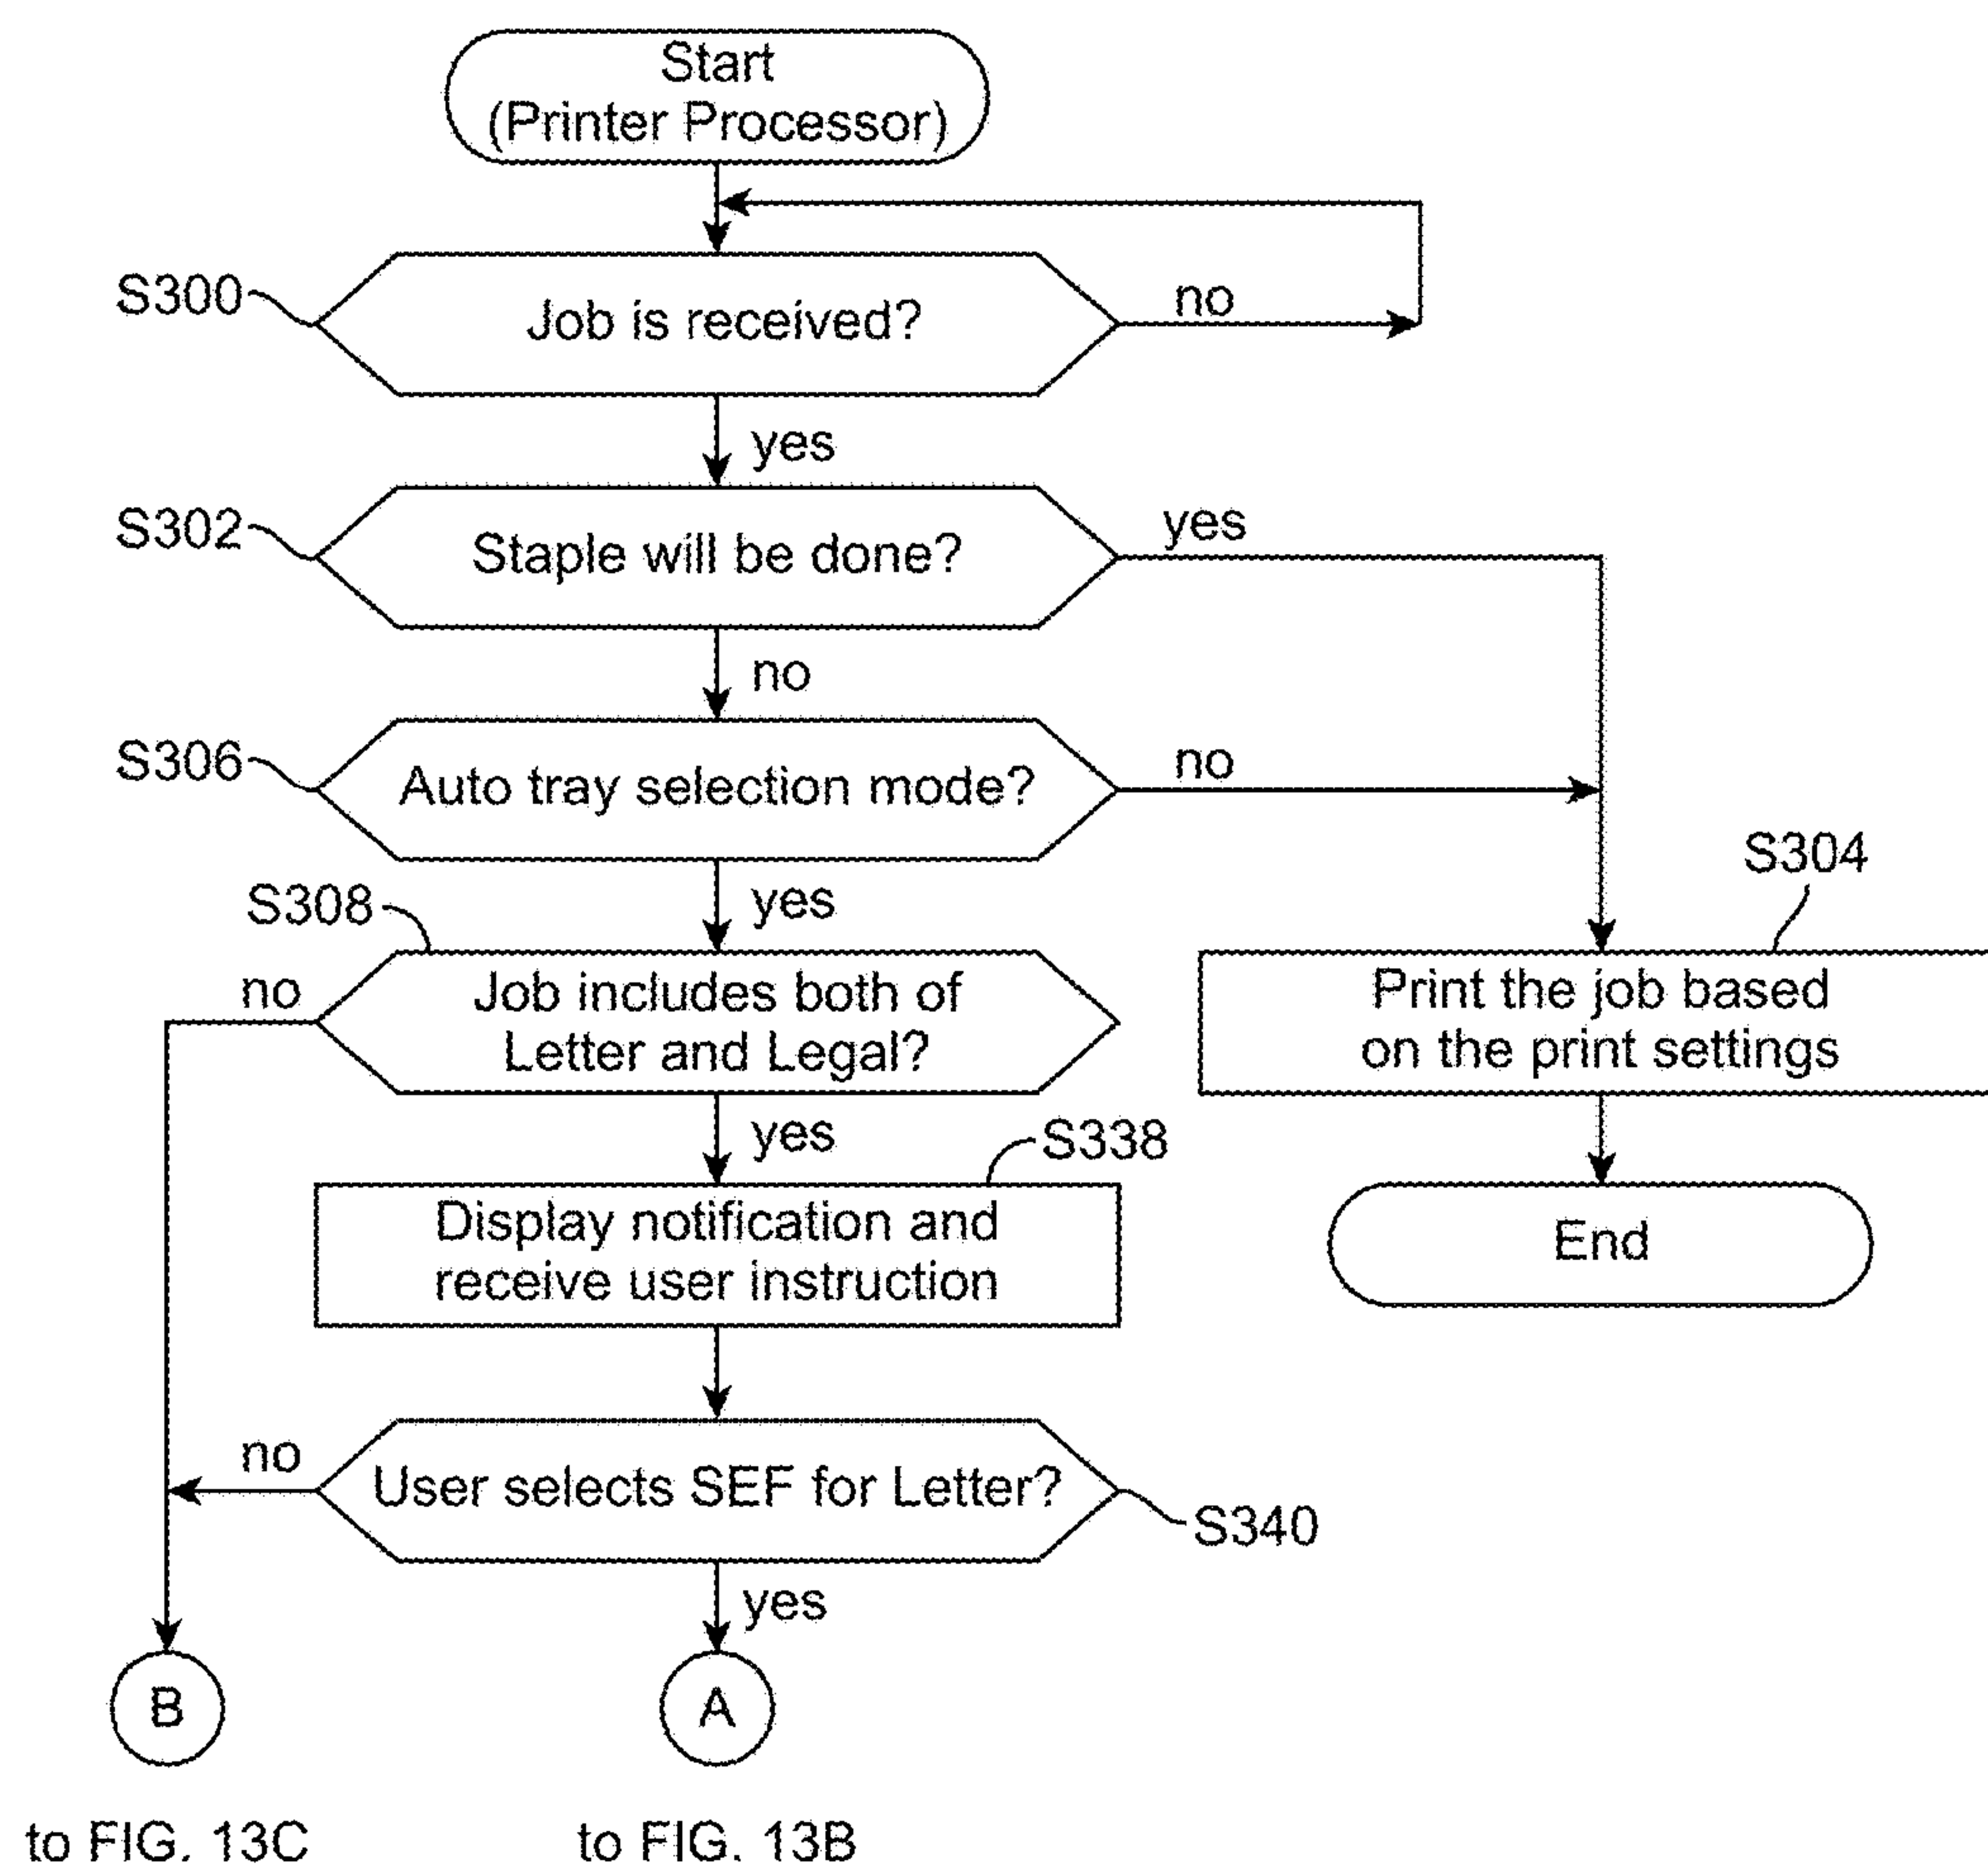 Start
(Printer Processor)
S300
Job is received?
no
yes
S302
Staple will be done?
yes
no
S306
Auto tray selection mode?
no
yes
S308
S304
no
Job includes both of
Letter and Legal?
Print the job based
on the print settings
yes
S338
Display notification and
receive user instruction
End
no
User selects SEF for Letter?
S340
yes
B
A
to FIG. 13C
to FIG. 13B